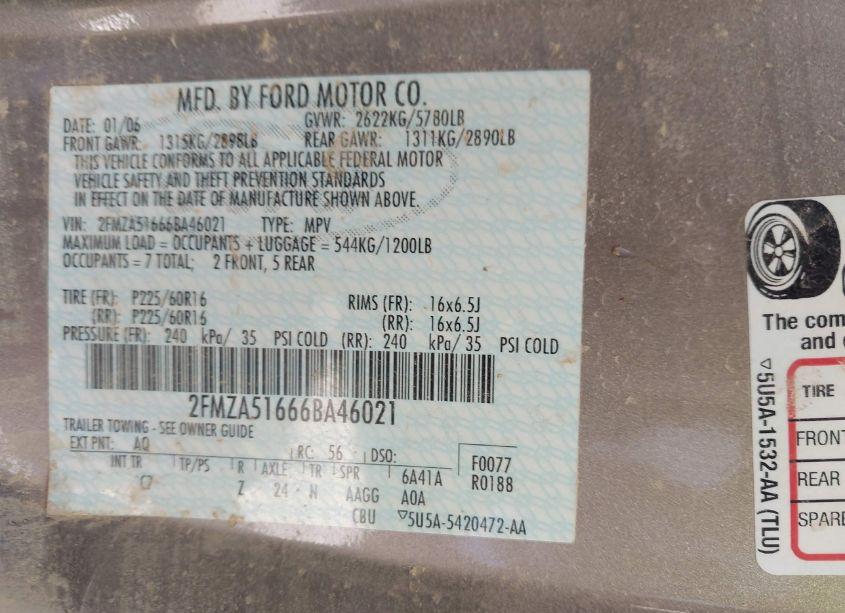 MFD. BY FORD MOTOR CO.
DATE: 01/06 GVWR: 2622KG/5780LB
FRONT GAWR: 1315KG/2898LB REAR GAWR: 1311KG/2890LB
THIS VEHICLE CONFORMS TO ALL APPLICABLE FEDERAL MOTOR
VEHICLE SAFETY AND THEFT PREVENTION STANDARDS
IN EFFECT ON THE DATE OF MANUFACTURE SHOWN ABOVE.
VIN: 2FMZA51666BA46021 TYPE: MPV
MAXIMUM LOAD = OCCUPANTS + LUGGAGE = 544KG/1200LB
OCCUPANTS = 7 TOTAL; 2 FRONT, 5 REAR
TIRE (FR): P225/60R16 RIMS (FR): 16x6.5J
(RR): P225/60R16 (RR): 16x6.5J
PRESSURE (FR): 240 kPa/ 35 PSI COLD (RR): 240 kPa/ 35 PSI COLD
2FMZA51666BA46021
TRAILER TOWING - SEE OWNER GUIDE
EXT PNT: AQ RC: 56 DSO: F0077
INT TR TP/PS R AXLE TR SPR 6A41A R0188
C7 Z 24 N AAGG A0A
CBU ▽5U5A-5420472-AA
The com
and
TIRE
FRONT
REAR
SPARE
▽5U5A-1532-AA (TLU)